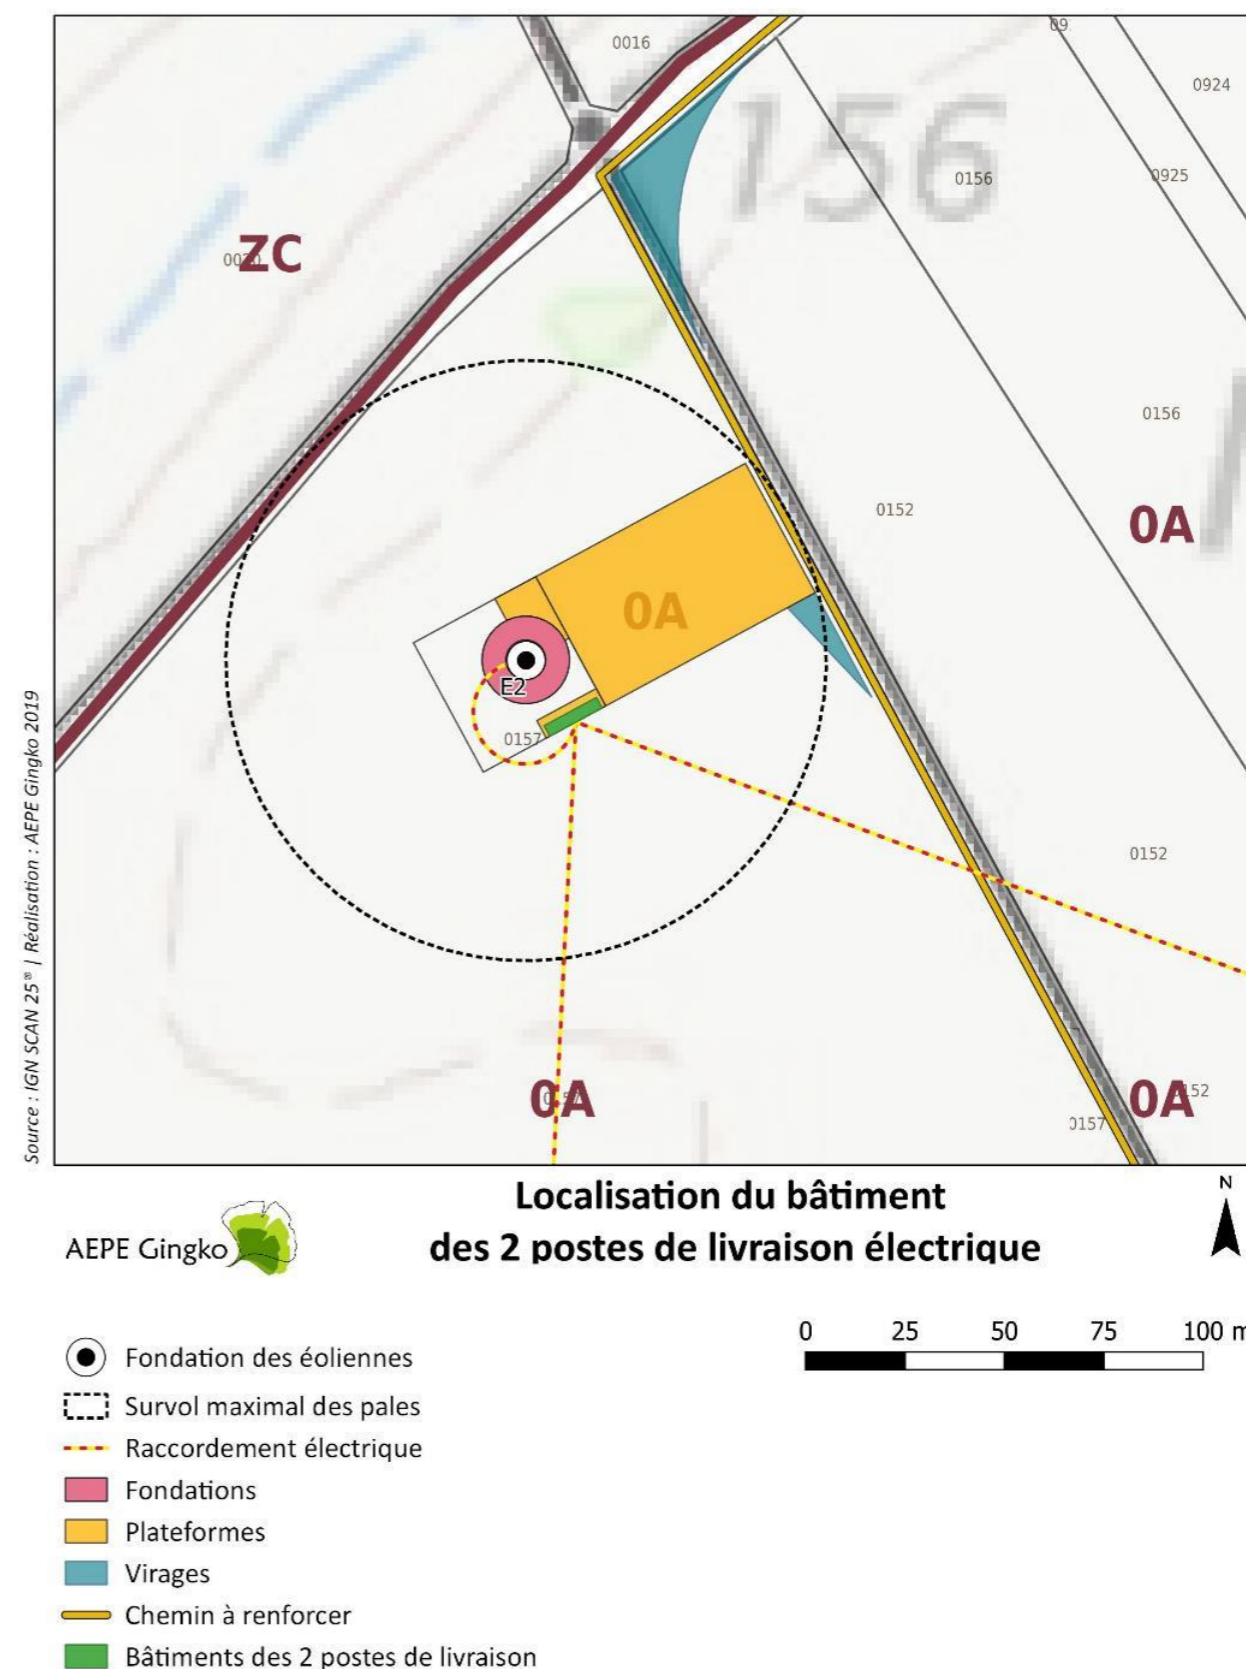 0016
09
0924
0925
0156
156
ZC
0156
0A
0152
0A
E2
0157
0152
0A
0A
0152
0157
Source : IGN SCAN 25® | Réalisation : AEPE Gingko 2019
Localisation du bâtiment
des 2 postes de livraison électrique
N
AEPE Gingko
0 25 50 75 100 m
Fondation des éoliennes
Survol maximal des pales
Raccordement électrique
Fondations
Plateformes
Virages
Chemin à renforcer
Bâtiments des 2 postes de livraison